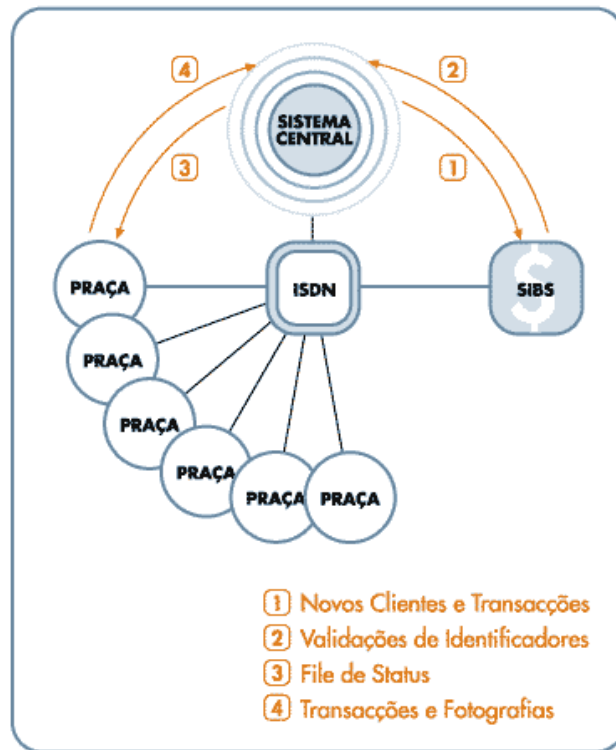 4
2
SISTEMA
CENTRAL
3
1
PRAÇA
ISDN
SIBS
PRAÇA
PRAÇA
PRAÇA
PRAÇA
PRAÇA
1 Novos Clientes e Transacções
2 Validações de Identificadores
3 File de Status
4 Transacções e Fotografias